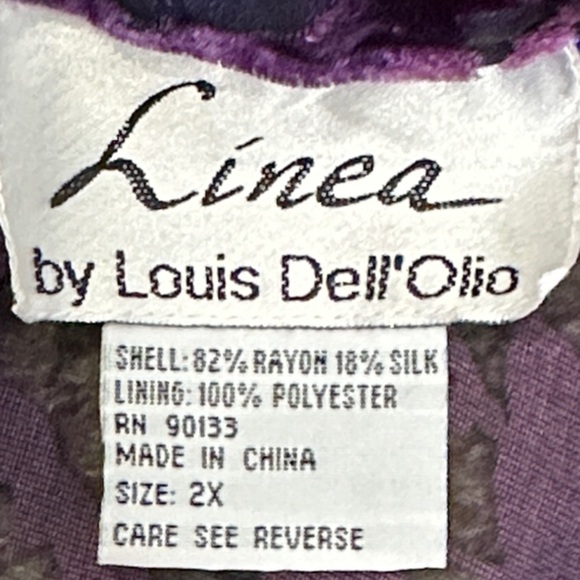 Linea
by Louis Dell'Olio
SHELL: 82% RAYON 18% SILK
LINING: 100% POLYESTER
RN 90133
MADE IN CHINA
SIZE: 2X
CARE SEE REVERSE